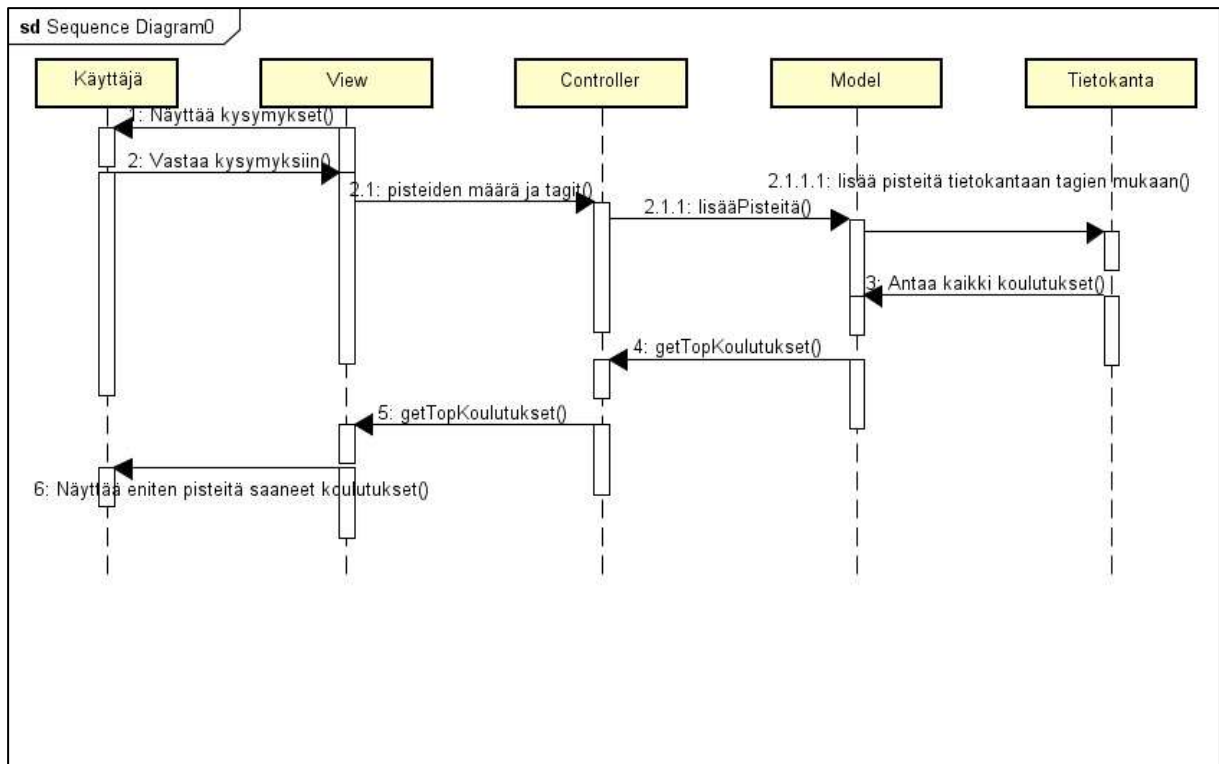 sd Sequence Diagram0
Käyttäjä
View
Controller
Model
Tietokanta
1: Näyttää kysymykset()
2: Vastaa kysymyksiin()
2.1: pisteiden määrä ja tagit()
2.1.1.1: lisää pisteitä tietokantaan tagien mukaan()
2.1.1: lisääPisteitä()
3: Antaa kaikki koulutukset()
4: getTopKoulutukset()
5: getTopKoulutukset()
6: Näyttää eniten pisteitä saaneet koulutukset()